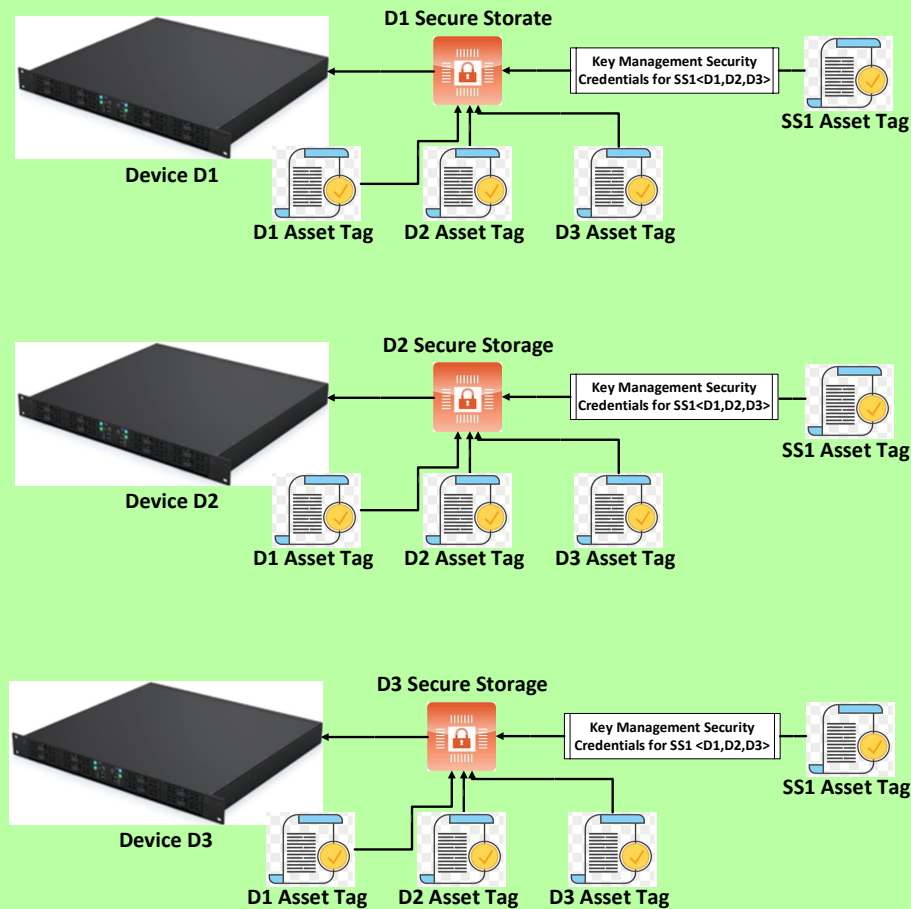 D1 Secure Storate
Key Management Security
Credentials for SS1<D1,D2,D3>
SS1 Asset Tag
Device D1
D1 Asset Tag
D2 Asset Tag
D3 Asset Tag
D2 Secure Storage
Key Management Security
Credentials for SS1<D1,D2,D3>
SS1 Asset Tag
Device D2
D1 Asset Tag
D2 Asset Tag
D3 Asset Tag
D3 Secure Storage
Key Management Security
Credentials for SS1 <D1,D2,D3>
SS1 Asset Tag
Device D3
D1 Asset Tag
D2 Asset Tag
D3 Asset Tag